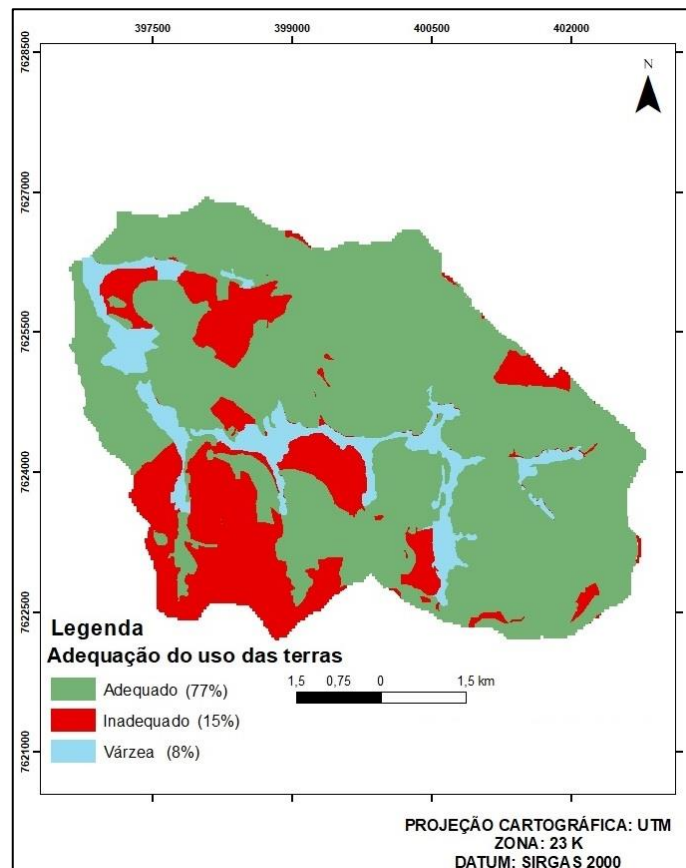 397500 399000 400500 402000
7628500
7627000
7625500
7624000
7622500
7621000
N
Legenda
Adequação do uso das terras
Adequado (77%)
Inadequado (15%)
Várzea (8%)
1,5 0,75 0 1,5 km
PROJEÇÃO CARTOGRÁFICA: UTM
ZONA: 23 K
DATUM: SIRGAS 2000